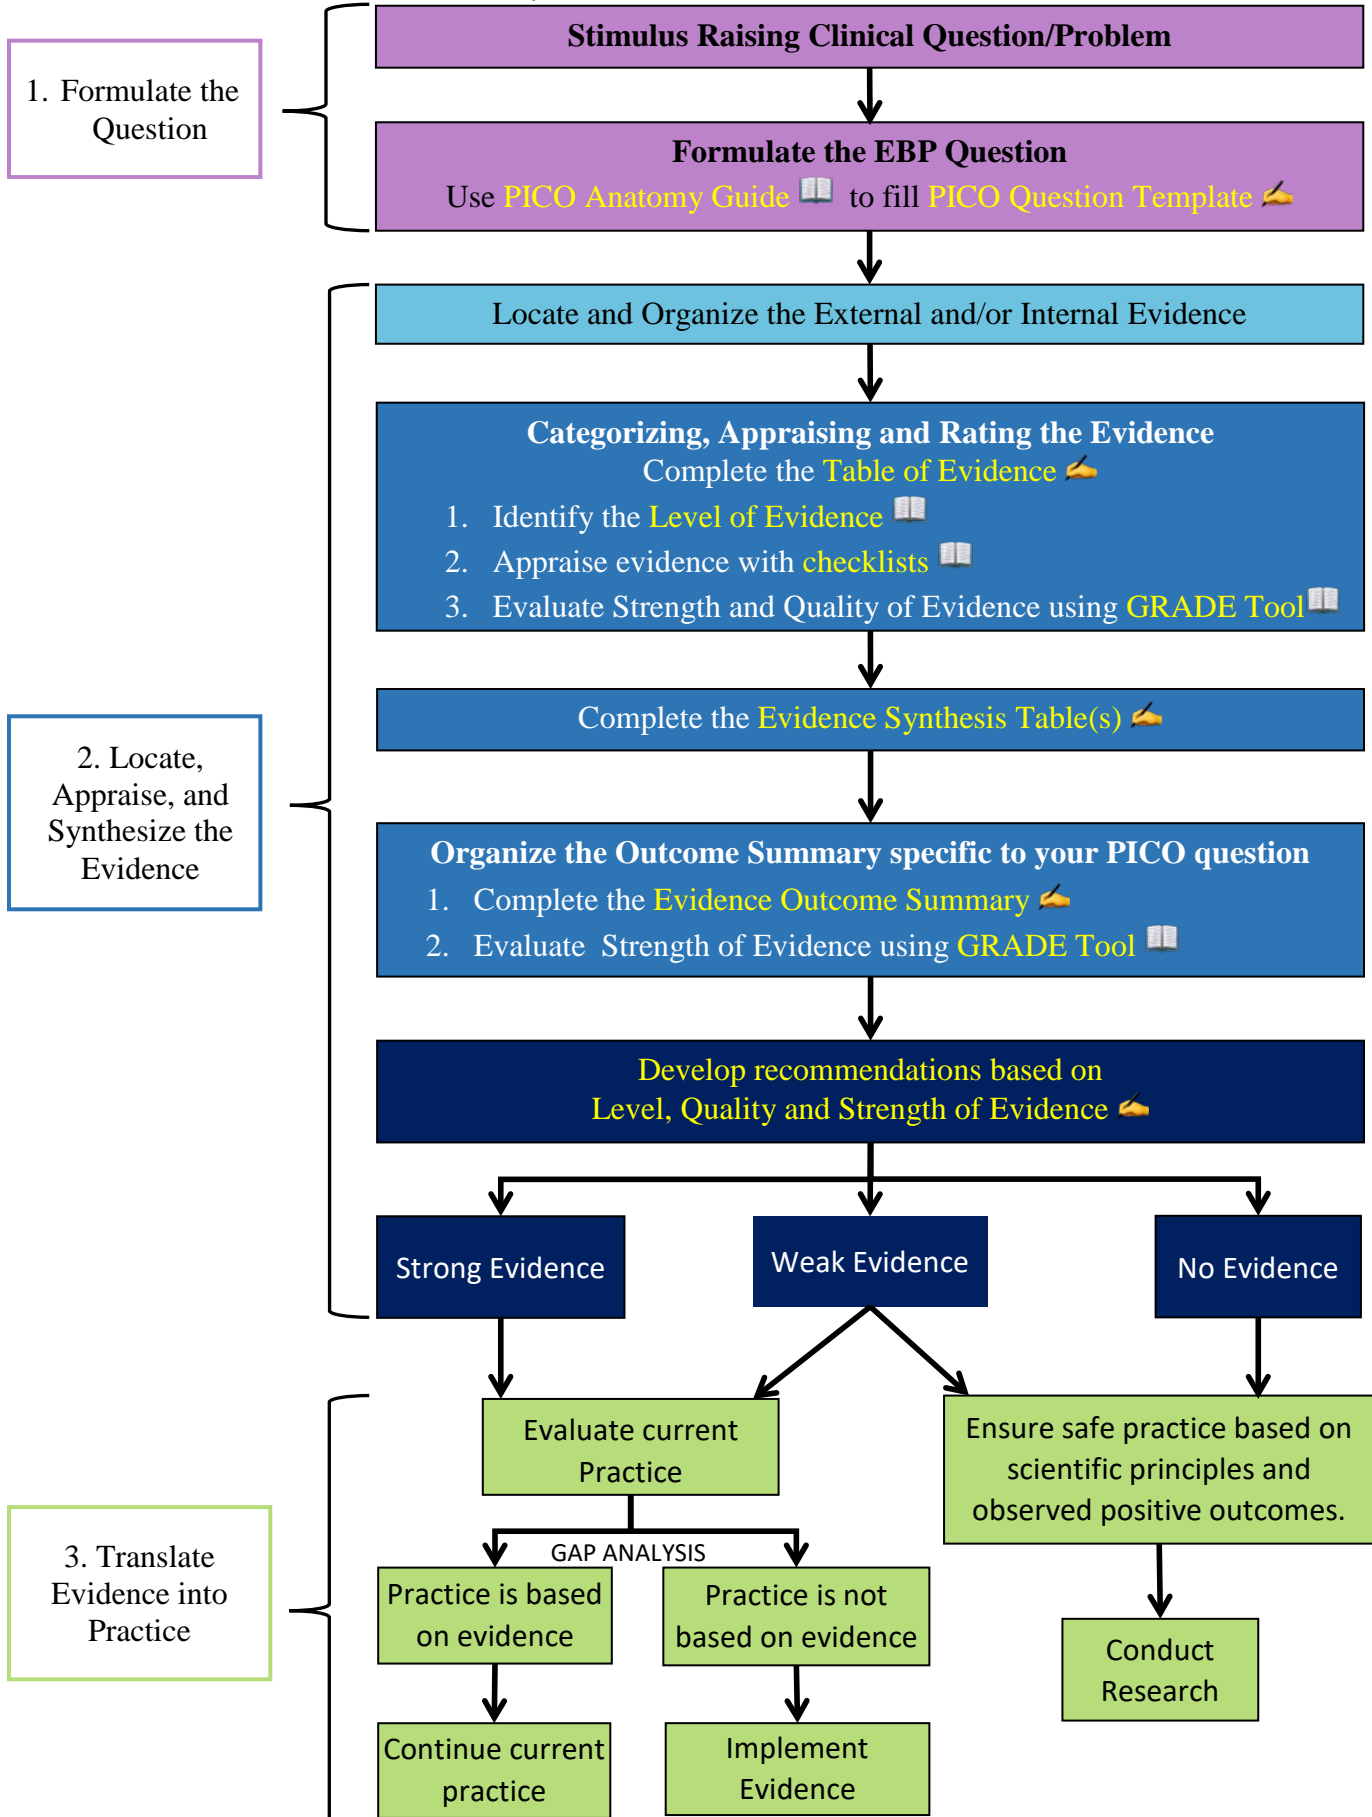 Stimulus Raising Clinical Question/Problem
1. Formulate the
Question
Formulate the EBP Question
Use PICO Anatomy Guide 📖 to fill PICO Question Template ✍
Locate and Organize the External and/or Internal Evidence
Categorizing, Appraising and Rating the Evidence
Complete the Table of Evidence ✍
1. Identify the Level of Evidence 📖
2. Appraise evidence with checklists 📖
3. Evaluate Strength and Quality of Evidence using GRADE Tool 📖
Complete the Evidence Synthesis Table(s) ✍
2. Locate,
Appraise, and
Synthesize the
Evidence
Organize the Outcome Summary specific to your PICO question
1. Complete the Evidence Outcome Summary ✍
2. Evaluate Strength of Evidence using GRADE Tool 📖
Develop recommendations based on
Level, Quality and Strength of Evidence ✍
Strong Evidence
Weak Evidence
No Evidence
3. Translate
Evidence into
Practice
Evaluate current
Practice
Ensure safe practice based on
scientific principles and
observed positive outcomes.
GAP ANALYSIS
Practice is based
on evidence
Practice is not
based on evidence
Conduct
Research
Continue current
practice
Implement
Evidence